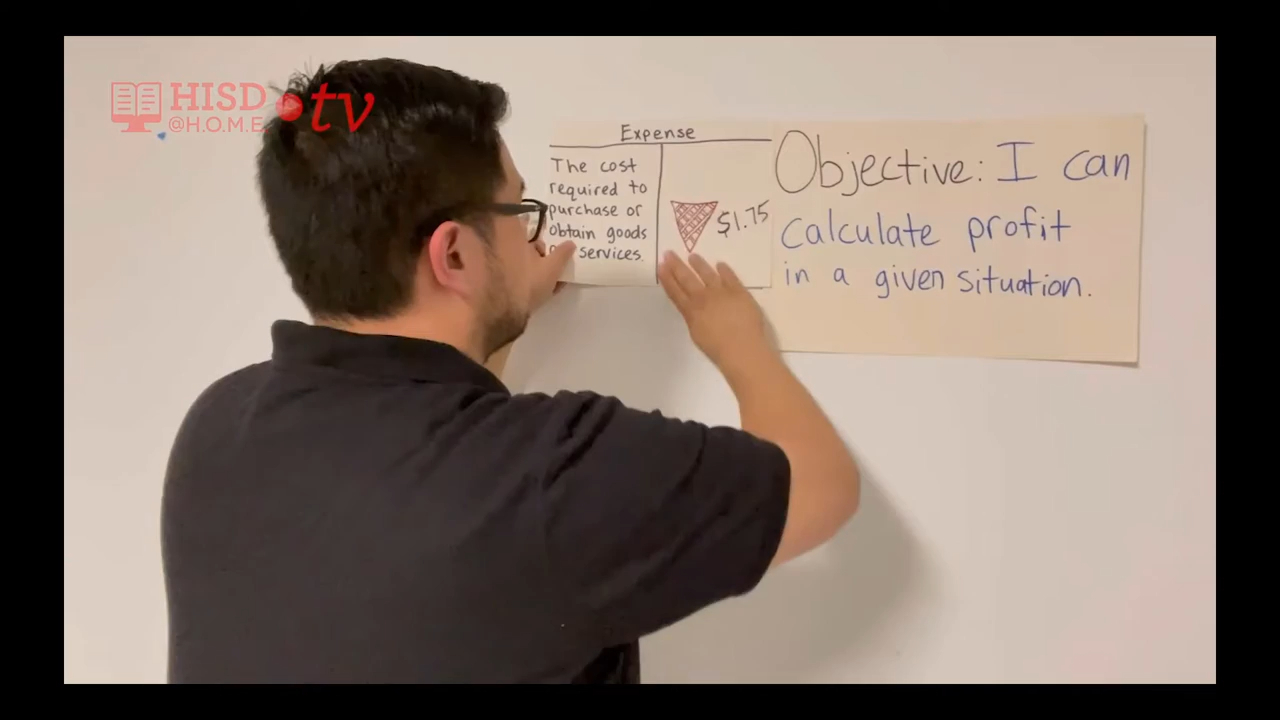 HISD
@H.O.M.E.
tv
Expense
The cost
required to
purchase or
obtain goods
services.
$1.75
Objective: I can
calculate profit
in a given situation.